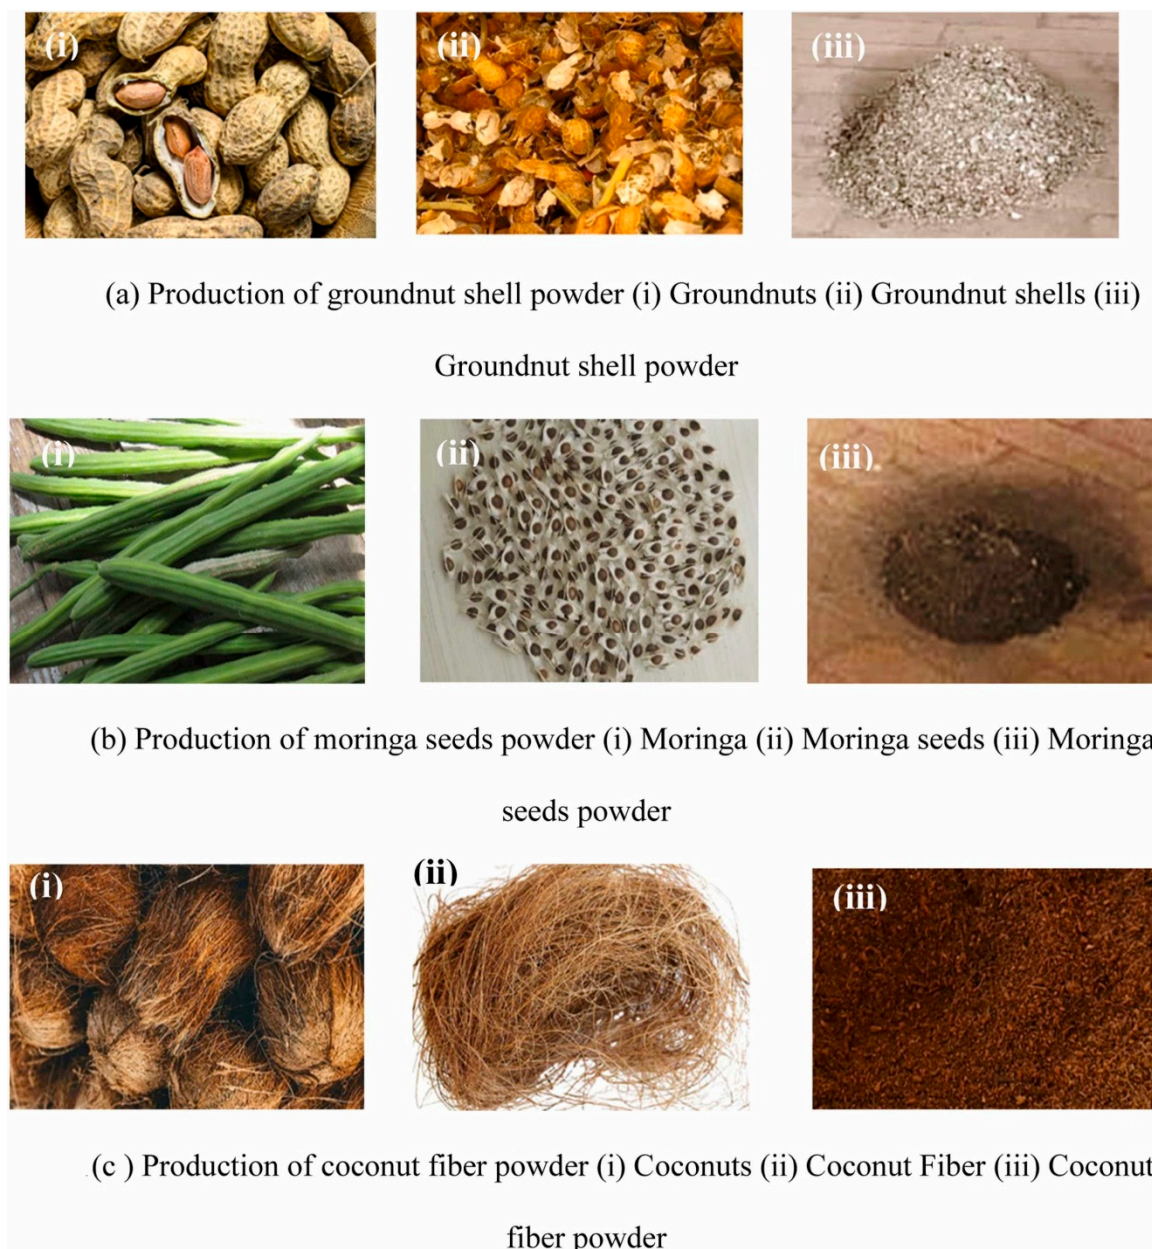 (i) (ii) (iii)
(a) Production of groundnut shell powder (i) Groundnuts (ii) Groundnut shells (iii)
Groundnut shell powder
(i) (ii) (iii)
(b) Production of moringa seeds powder (i) Moringa (ii) Moringa seeds (iii) Moringa
seeds powder
(i) (ii) (iii)
(c ) Production of coconut fiber powder (i) Coconuts (ii) Coconut Fiber (iii) Coconut
fiber powder